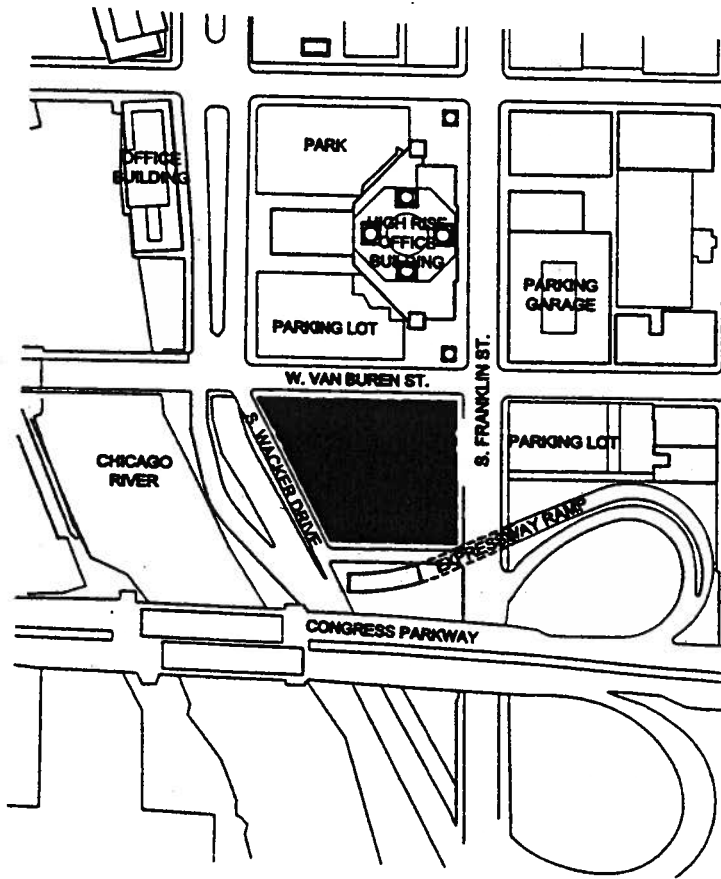 PARK
OFFICE
BUILDING
HIGH RISE
OFFICE
BUILDING
PARKING
GARAGE
PARKING LOT
W. VAN BUREN ST.
S. FRANKLIN ST.
S. WACKER DRIVE
PARKING LOT
CHICAGO
RIVER
EXPRESSWAY RAMP
CONGRESS PARKWAY